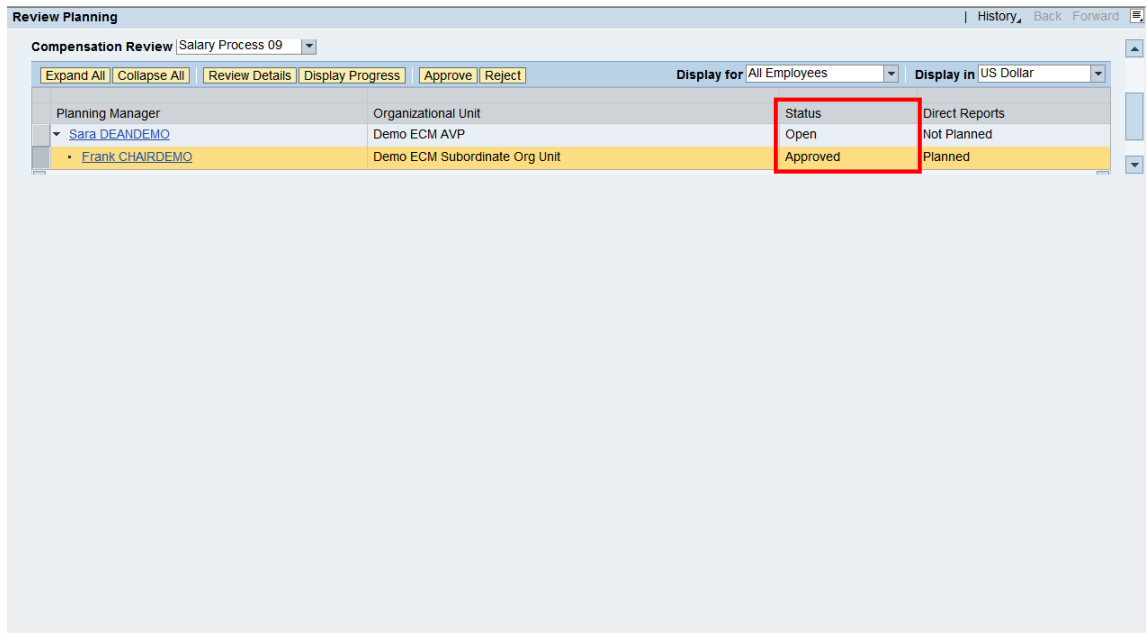 Review Planning | History Back Forward
Compensation Review Salary Process 09
Expand All Collapse All Review Details Display Progress Approve Reject Display for All Employees Display in US Dollar
Planning Manager Organizational Unit Status Direct Reports
Sara DEANDEMO Demo ECM AVP Open Not Planned
Frank CHAIRDEMO Demo ECM Subordinate Org Unit Approved Planned